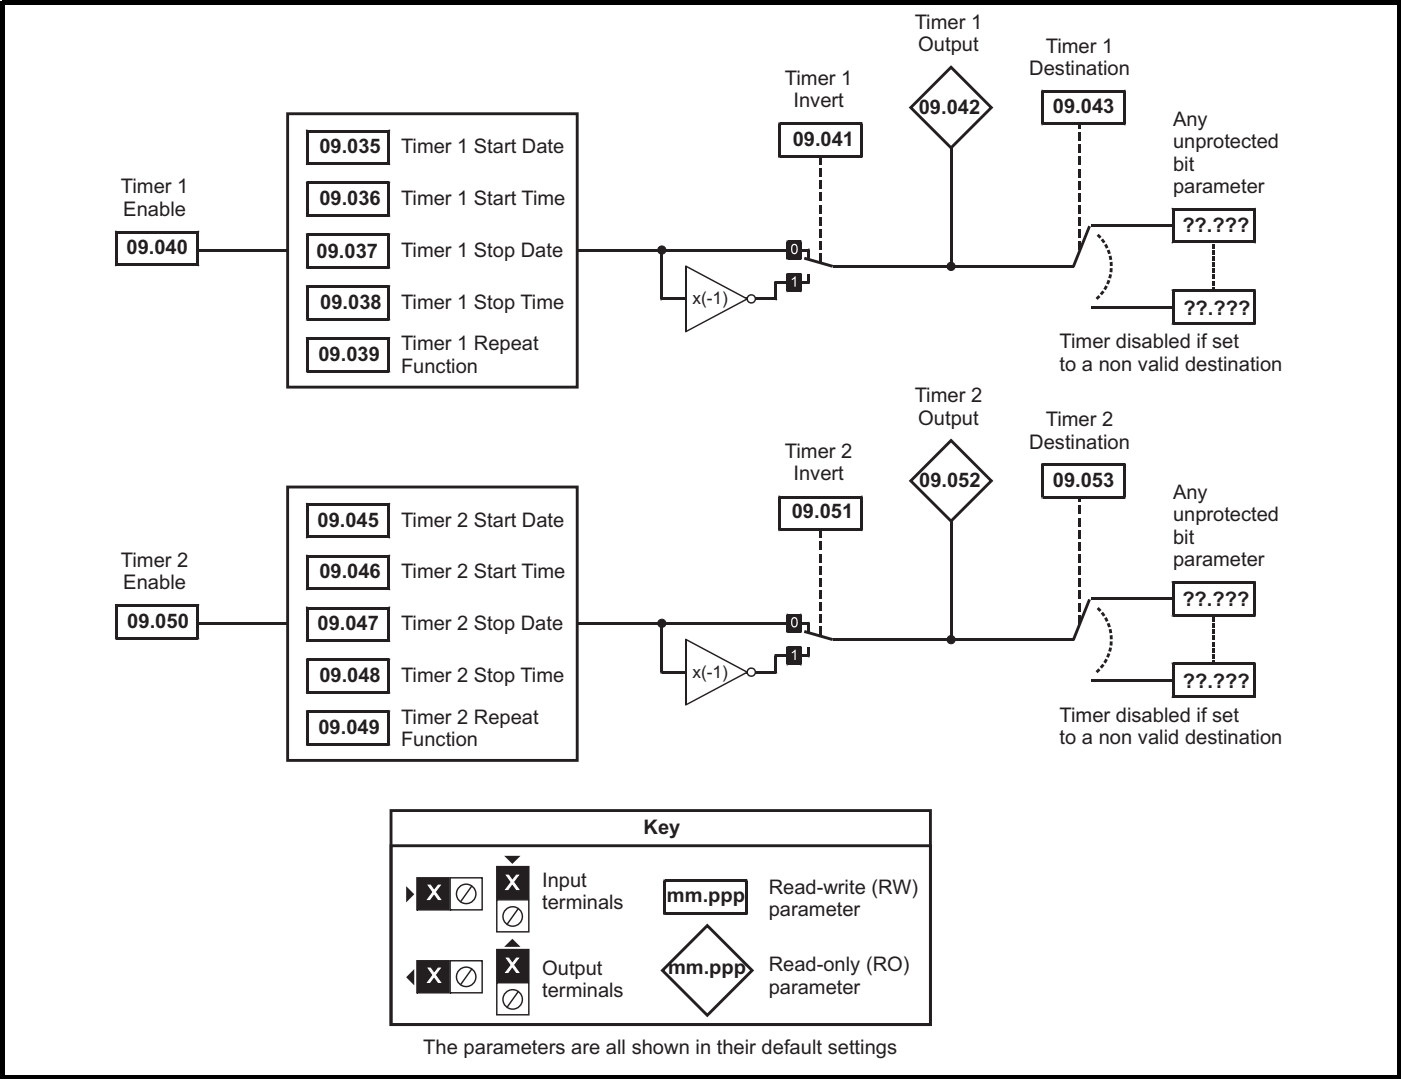 Timer 1
Output
Timer 1
Destination
Timer 1
Invert
09.042
09.043
Any
unprotected
bit
parameter
09.041
09.035 Timer 1 Start Date
Timer 1
Enable
09.036 Timer 1 Start Time
09.040
09.037 Timer 1 Stop Date
0
??.???
x(-1)
1
09.038 Timer 1 Stop Time
??.???
09.039 Timer 1 Repeat
Function
Timer disabled if set
to a non valid destination
Timer 2
Output
Timer 2
Destination
Timer 2
Invert
09.052
09.053
Any
unprotected
bit
parameter
09.051
09.045 Timer 2 Start Date
Timer 2
Enable
09.046 Timer 2 Start Time
09.050
09.047 Timer 2 Stop Date
0
??.???
x(-1)
1
09.048 Timer 2 Stop Time
??.???
09.049 Timer 2 Repeat
Function
Timer disabled if set
to a non valid destination
Key
X
X
Input
terminals
mm.ppp
Read-write (RW)
parameter
X
X
Output
terminals
mm.ppp
Read-only (RO)
parameter
The parameters are all shown in their default settings